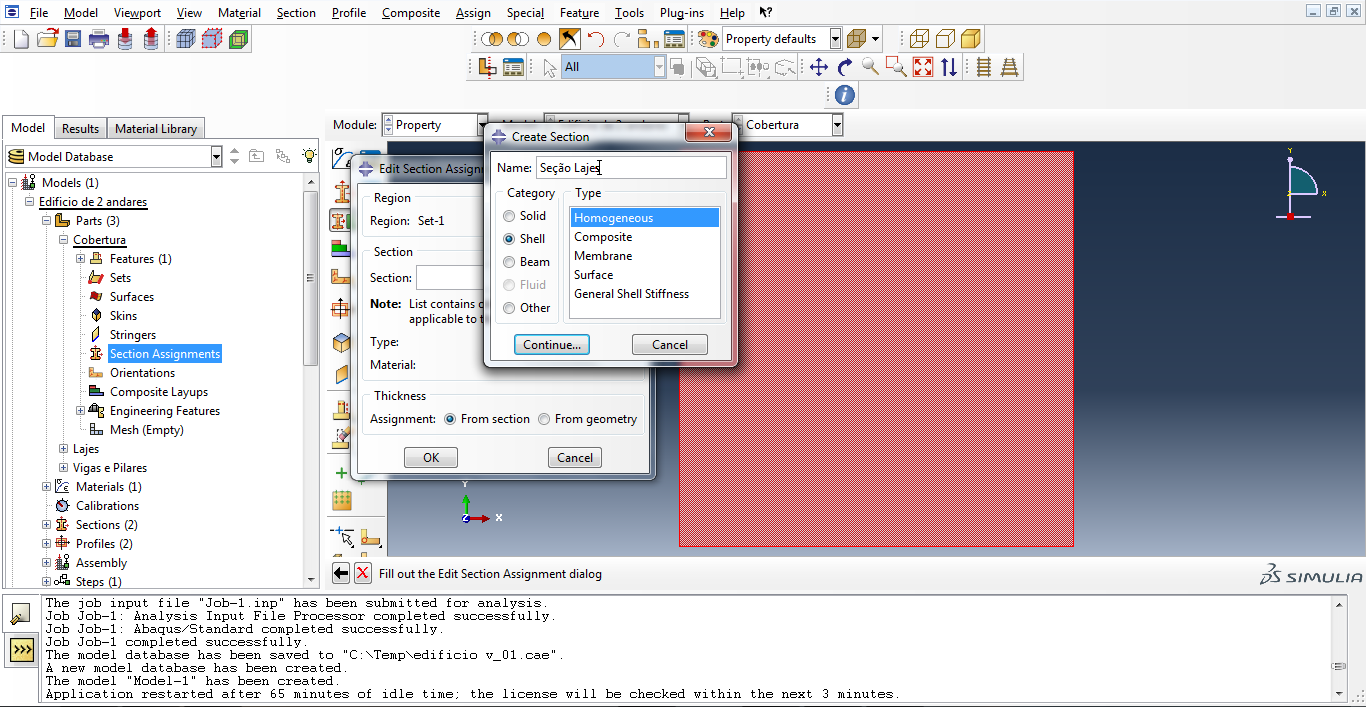 File Model Viewport View Material Section Profile Composite Assign Special Feature Tools Plug-ins Help
Property defaults
All
Model Results Material Library
Module: Property
Cobertura
Model Database
Models (1)
Edificio de 2 andares
Parts (3)
Cobertura
Features (1)
Sets
Surfaces
Skins
Stringers
Section Assignments
Orientations
Composite Layups
Engineering Features
Mesh (Empty)
Lajes
Vigas e Pilares
Materials (1)
Calibrations
Sections (2)
Profiles (2)
Assembly
Steps (1)
Edit Section Assignm
Region
Region: Set-1
Section
Section:
Note: List contains
applicable to
Type:
Material:
Thickness
Assignment: From section From geometry
OK Cancel
Create Section
Name: Seção Lajes
Category
Solid
Shell
Beam
Fluid
Other
Type
Homogeneous
Composite
Membrane
Surface
General Shell Stiffness
Continue... Cancel
Y
X
Y
Z
X
Fill out the Edit Section Assignment dialog
SIMULIA
The job input file "Job-1.inp" has been submitted for analysis.
Job Job-1: Analysis Input File Processor completed successfully.
Job Job-1: Abaqus/Standard completed successfully.
Job Job-1 completed successfully.
The model database has been saved to "C:\Temp\edificio v_01.cae".
A new model database has been created.
The model "Model-1" has been created.
Application restarted after 65 minutes of idle time; the license will be checked within the next 3 minutes.